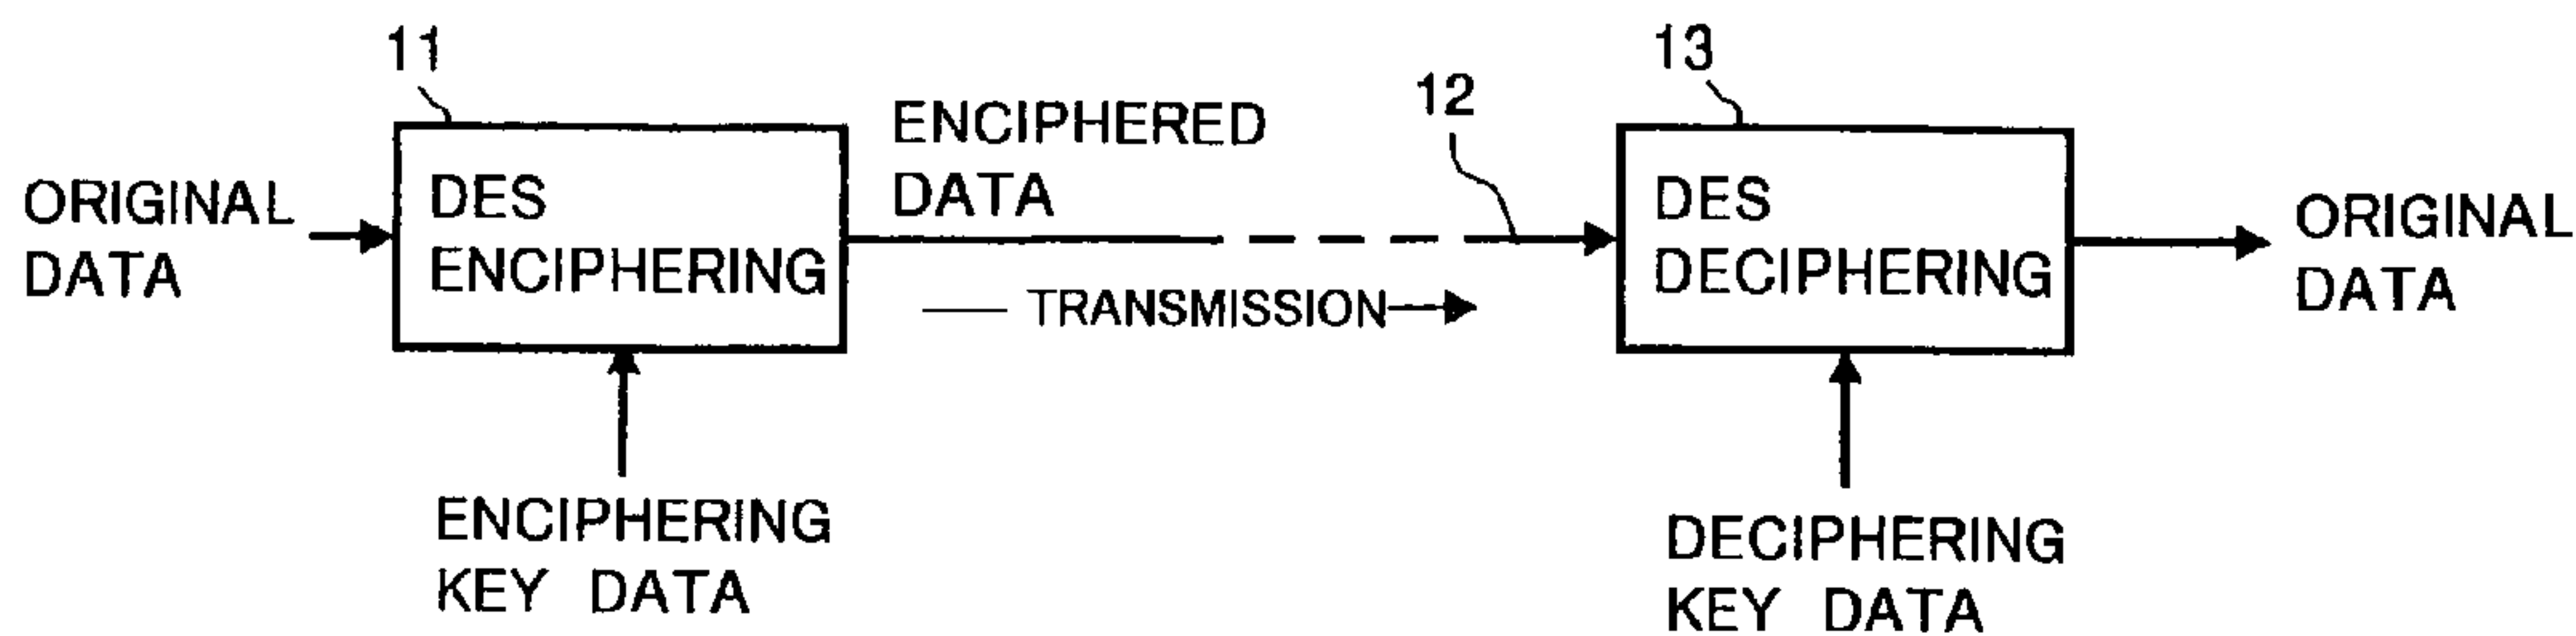 11
ENCIPHERED
DATA
12
13
ORIGINAL
DATA
DES
ENCIPHERING
TRANSMISSION
DES
DECIPHERING
ORIGINAL
DATA
ENCIPHERING
KEY DATA
DECIPHERING
KEY DATA